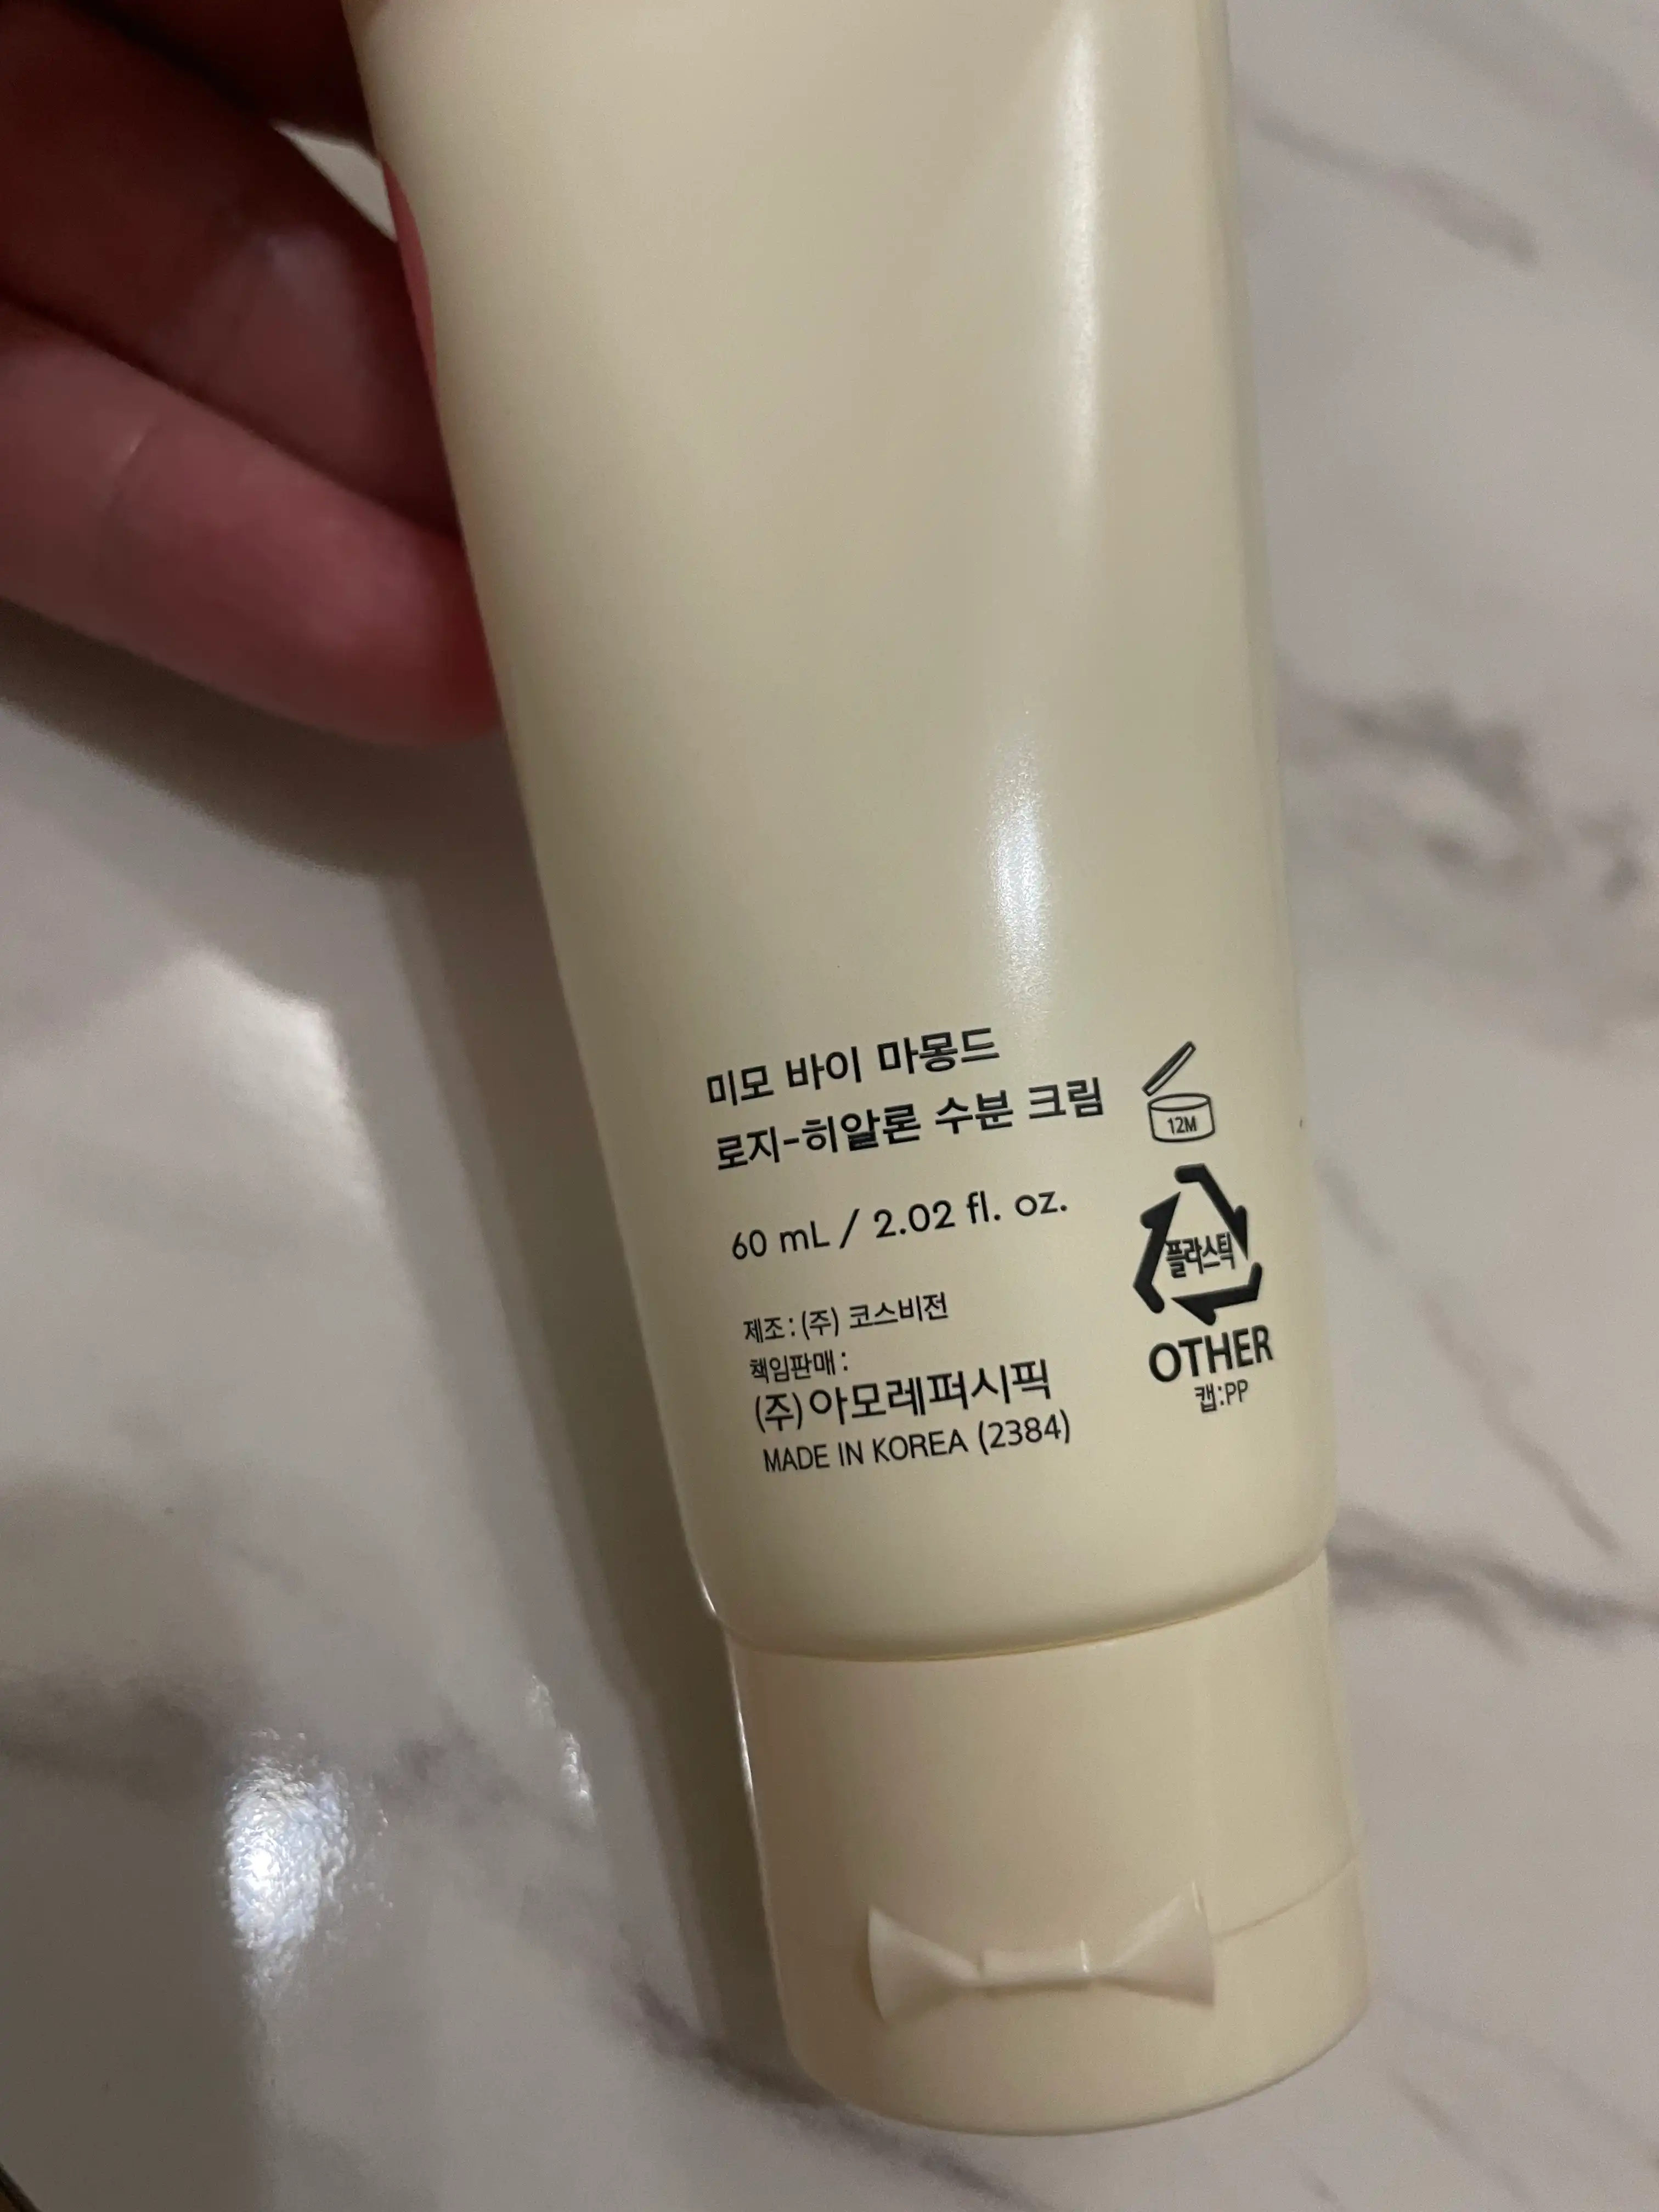 미모 바이 마몽드
로지-히알론 수분 크림
60 mL / 2.02 fl. oz.
제조 : (주) 코스비전
책임판매 :
(주)아모레퍼시픽
MADE IN KOREA (2384)
12M
플라스틱
OTHER
캡:PP